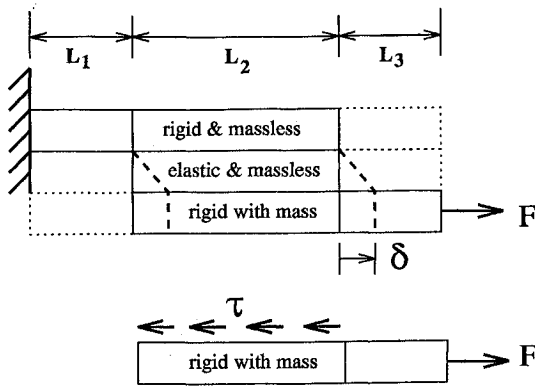 L₁ L₂ L₃
rigid & massless
elastic & massless
rigid with mass
F
δ
τ
rigid with mass
F